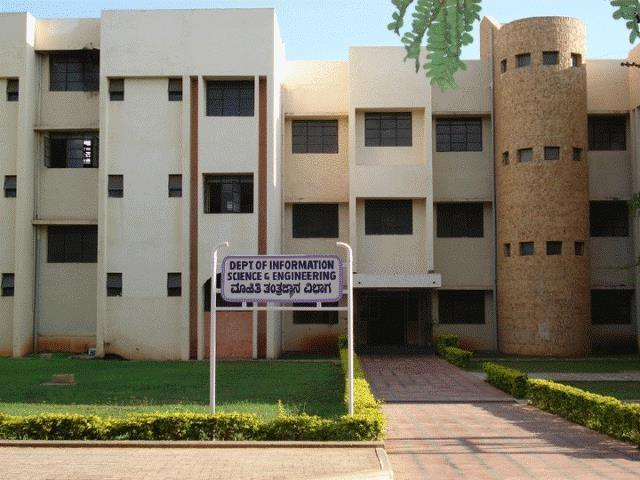 DEPT OF INFORMATION
SCIENCE & ENGINEERING
ಮಾಹಿತಿ ತಂತ್ರಜ್ಞಾನ ವಿಭಾಗ